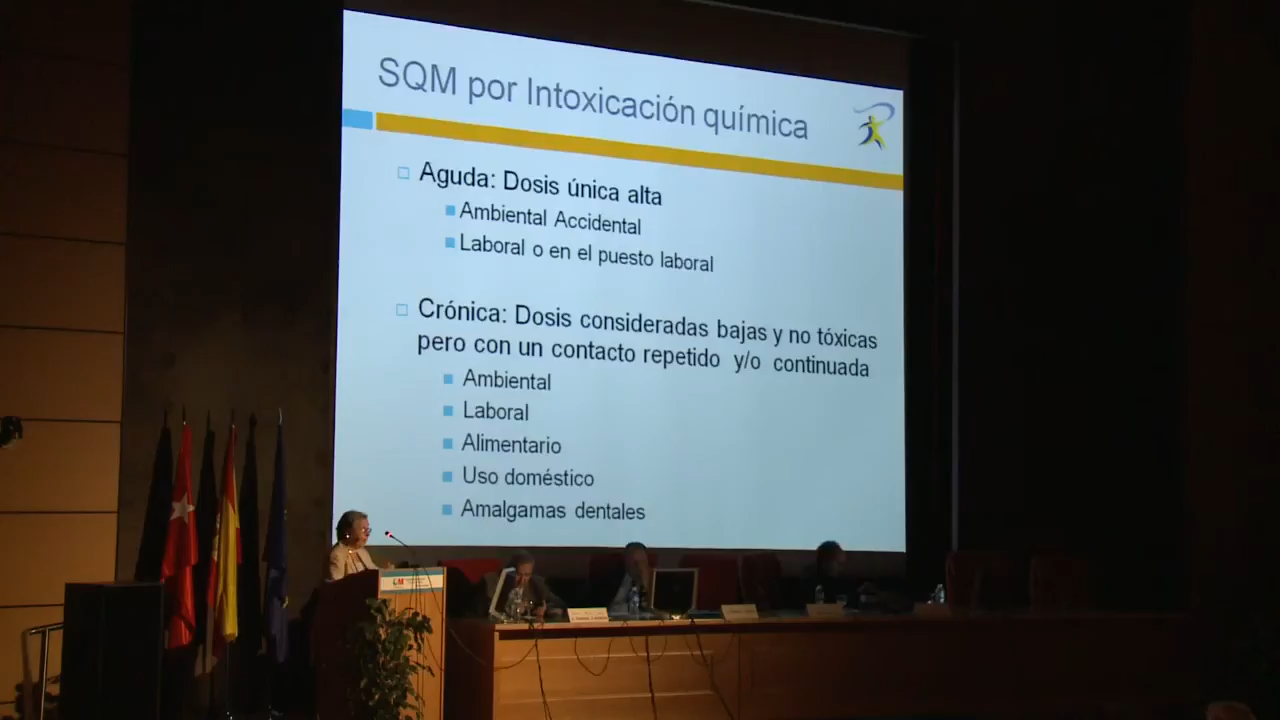 SQM por Intoxicación química
Aguda: Dosis única alta
Ambiental Accidental
Laboral o en el puesto laboral
Crónica: Dosis consideradas bajas y no tóxicas
pero con un contacto repetido y/o continuada
Ambiental
Laboral
Alimentario
Uso doméstico
Amalgamas dentales